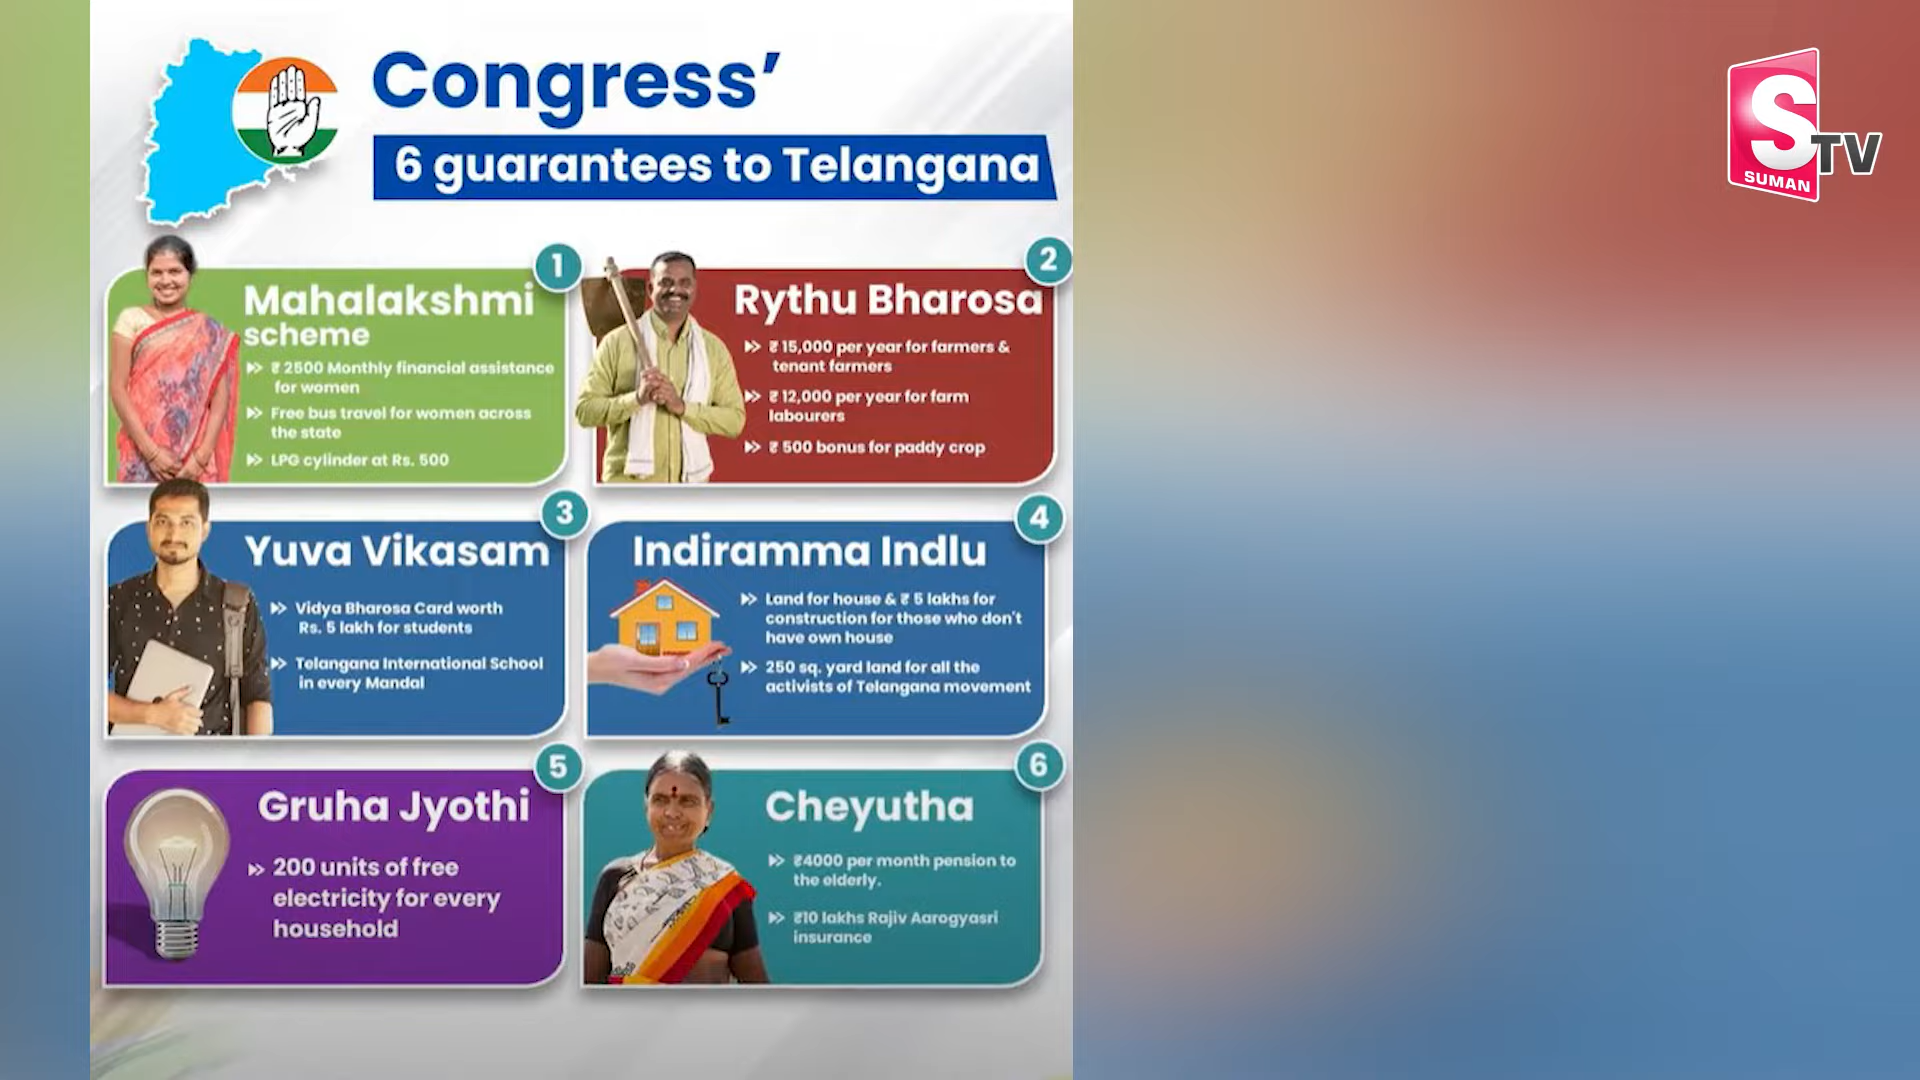 Congress’
6 guarantees to Telangana
1
Mahalakshmi
scheme
₹ 2500 Monthly financial assistance
for women
Free bus travel for women across
the state
LPG cylinder at Rs. 500
2
Rythu Bharosa
₹ 15,000 per year for farmers &
tenant farmers
₹ 12,000 per year for farm
labourers
₹ 500 bonus for paddy crop
3
Yuva Vikasam
Vidya Bharosa Card worth
Rs. 5 lakh for students
Telangana International School
in every Mandal
4
Indiramma Indlu
Land for house & ₹ 5 lakhs for
construction for those who don't
have own house
250 sq. yard land for all the
activists of Telangana movement
5
Gruha Jyothi
200 units of free
electricity for every
household
6
Cheyutha
₹4000 per month pension to
the elderly.
₹10 lakhs Rajiv Aarogyasri
insurance
S TV
SUMAN